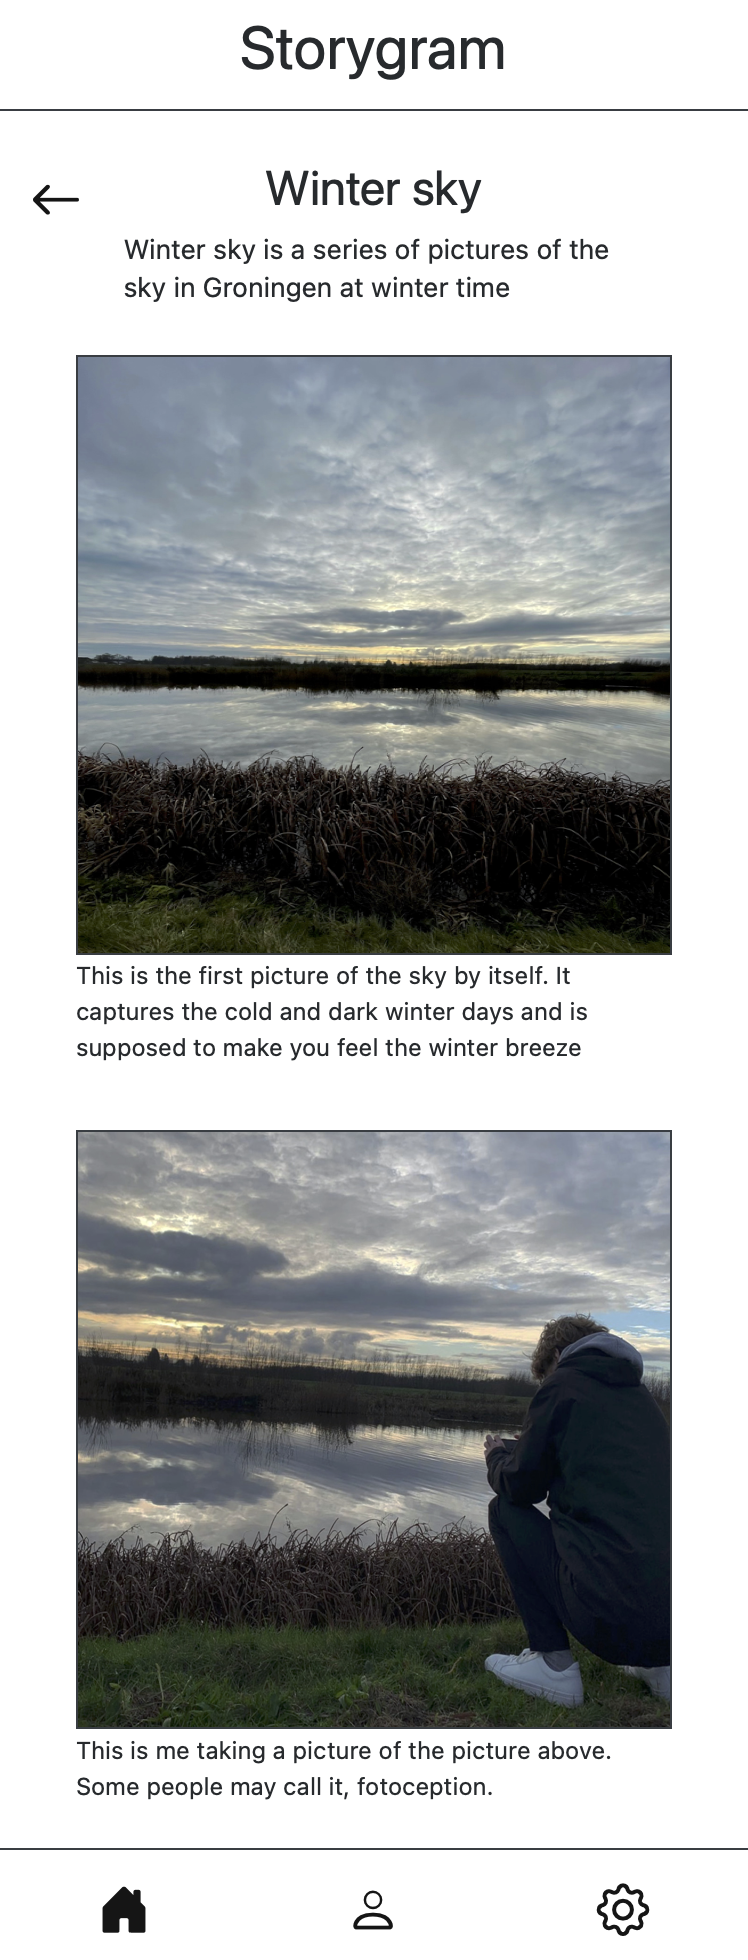 Storygram
Winter sky
Winter sky is a series of pictures of the
sky in Groningen at winter time
This is the first picture of the sky by itself. It
captures the cold and dark winter days and is
supposed to make you feel the winter breeze
This is me taking a picture of the picture above.
Some people may call it, fotoception.